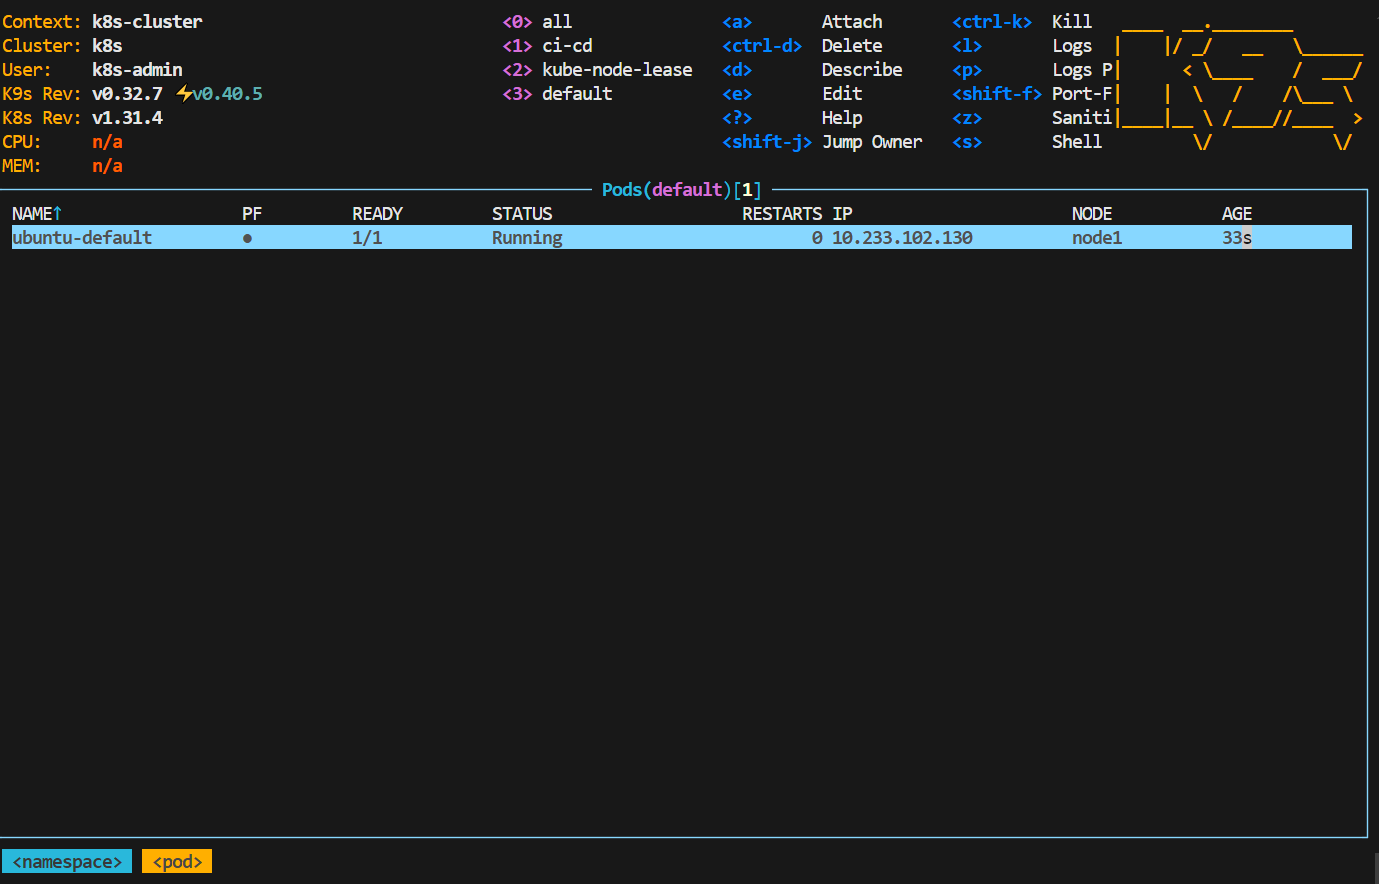 Context: k8s-cluster <0> all <a> Attach <ctrl-k> Kill
Cluster: k8s <1> ci-cd <ctrl-d> Delete <l> Logs
User: k8s-admin <2> kube-node-lease <d> Describe <p> Logs P
K9s Rev: v0.32.7 ⚡v0.40.5 <3> default <e> Edit <shift-f> Port-F
K8s Rev: v1.31.4 <?> Help <z> Saniti
CPU: n/a <shift-j> Jump Owner <s> Shell
MEM: n/a
Pods(default)[1]
NAME↑ PF READY STATUS RESTARTS IP NODE AGE
ubuntu-default ● 1/1 Running 0 10.233.102.130 node1 33s
<namespace> <pod>